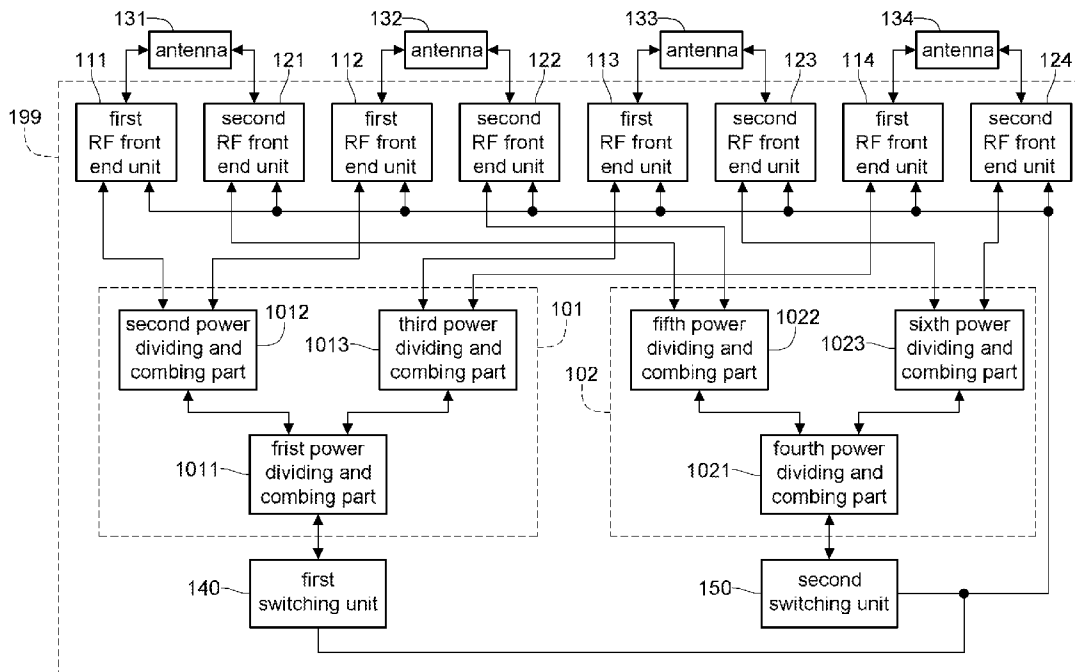 131
132
133
134
antenna
antenna
antenna
antenna
111
121
112
122
113
123
114
124
199
first
RF front
end unit
second
RF front
end unit
first
RF front
end unit
second
RF front
end unit
first
RF front
end unit
second
RF front
end unit
first
RF front
end unit
second
RF front
end unit
second power
dividing and
combing part
1012
1013
third power
dividing and
combing part
101
102
fifth power
dividing and
combing part
1022
1023
sixth power
dividing and
combing part
1011
frist power
dividing and
combing part
1021
fourth power
dividing and
combing part
140
first
switching unit
150
second
switching unit